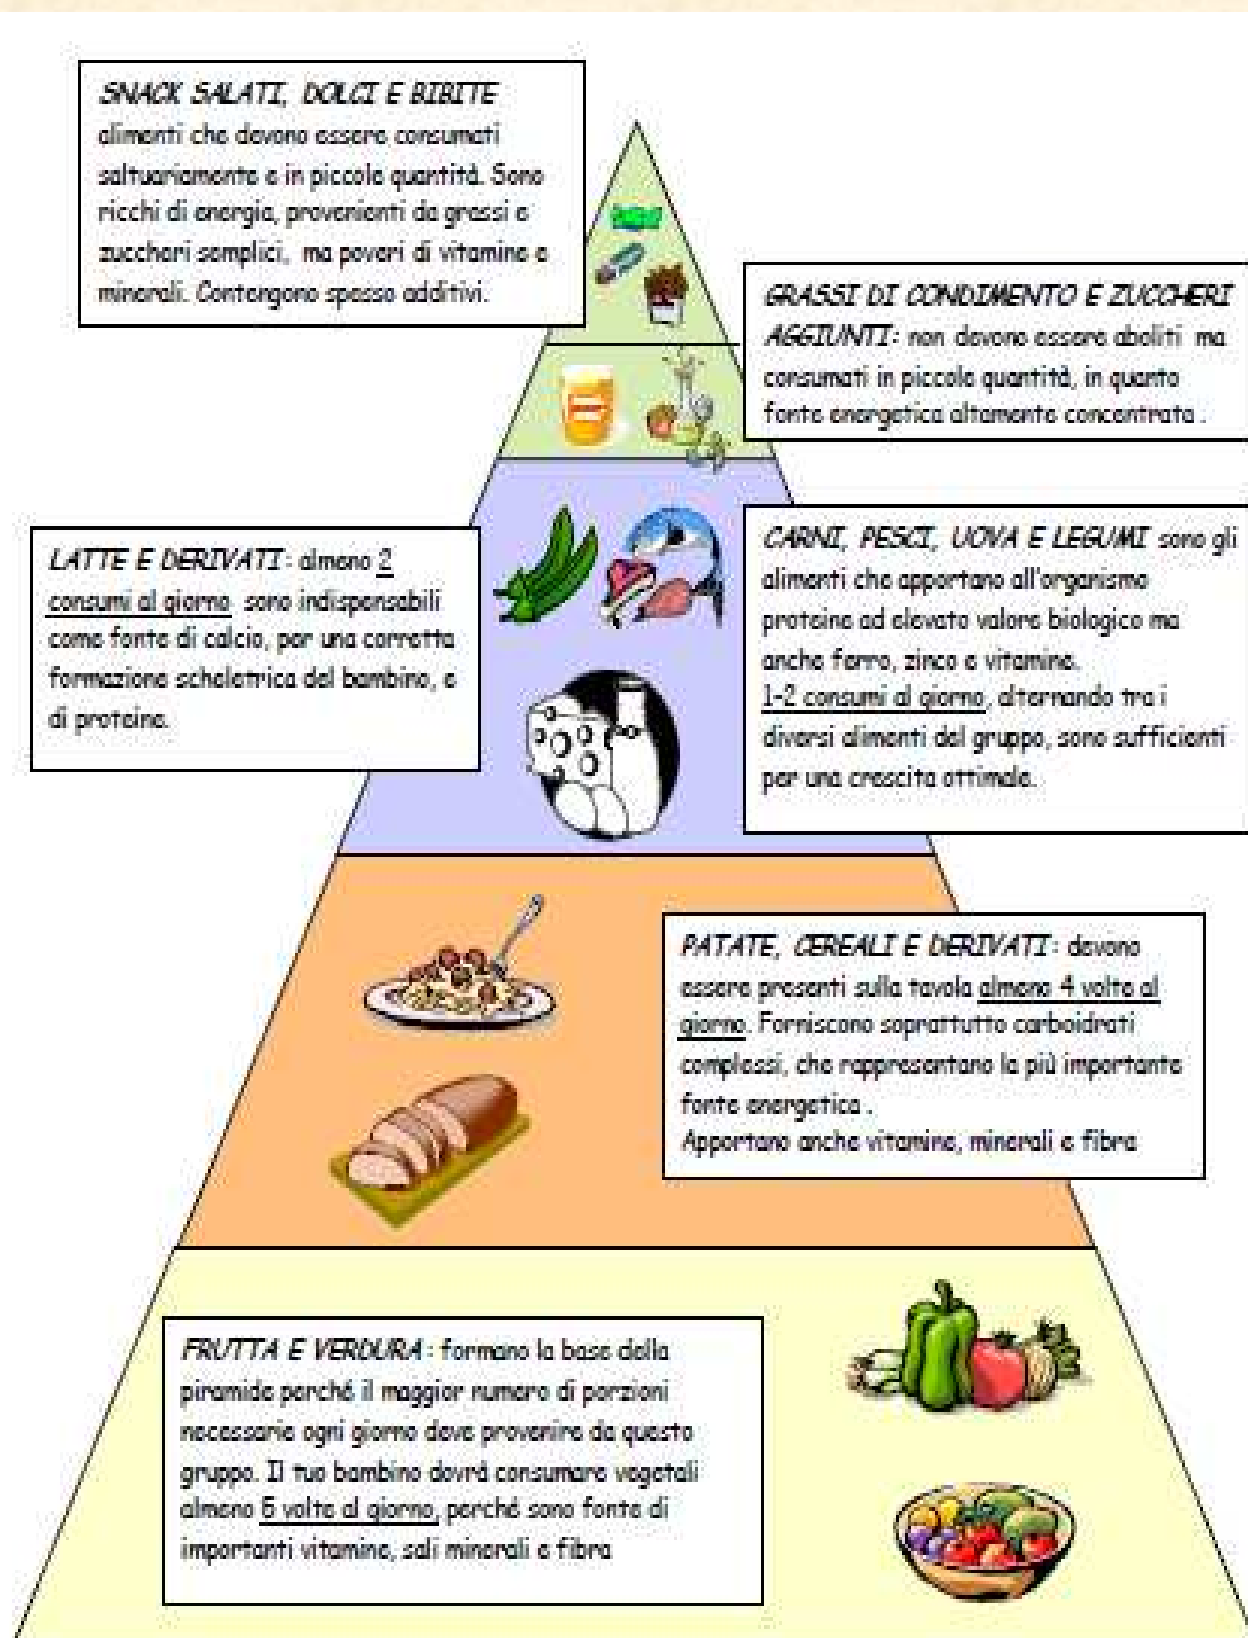 SNACK SALATI, DOLCI E BIBITE
alimenti che devono essere consumati
saltuariamente e in piccole quantità. Sono
ricchi di energia, provenienti da grassi e
zuccheri semplici, ma poveri di vitamine e
minerali. Contengono spesso additivi.
GRASSI DI CONDIMENTO E ZUCCHERI
AGGIUNTI: non devono essere aboliti ma
consumati in piccole quantità, in quanto
fonte energetica altamente concentrata .
LATTE E DERIVATI: almeno 2
consumi al giorno sono indispensabili
come fonte di calcio, per una corretta
formazione scheletrica del bambino, e
di proteine.
CARNI, PESCI, UOVA E LEGUMI sono gli
alimenti che apportano all'organismo
proteine ad elevato valore biologico ma
anche ferro, zinco e vitamine.
1-2 consumi al giorno, alternando tra i
diversi alimenti del gruppo, sono sufficienti
per una crescita ottimale.
PATATE, CEREALI E DERIVATI: devono
essere presenti sulla tavola almeno 4 volte al
giorno. Forniscono soprattutto carboidrati
complessi, che rappresentano la più importante
fonte energetica .
Apportano anche vitamine, minerali e fibra
FRUTTA E VERDURA: formano la base della
piramide perché il maggior numero di porzioni
necessarie ogni giorno deve provenire da questo
gruppo. Il tuo bambino dovrà consumare vegetali
almeno volte al giorno, perché sono fonte di
importanti vitamine, sali minerali e fibra